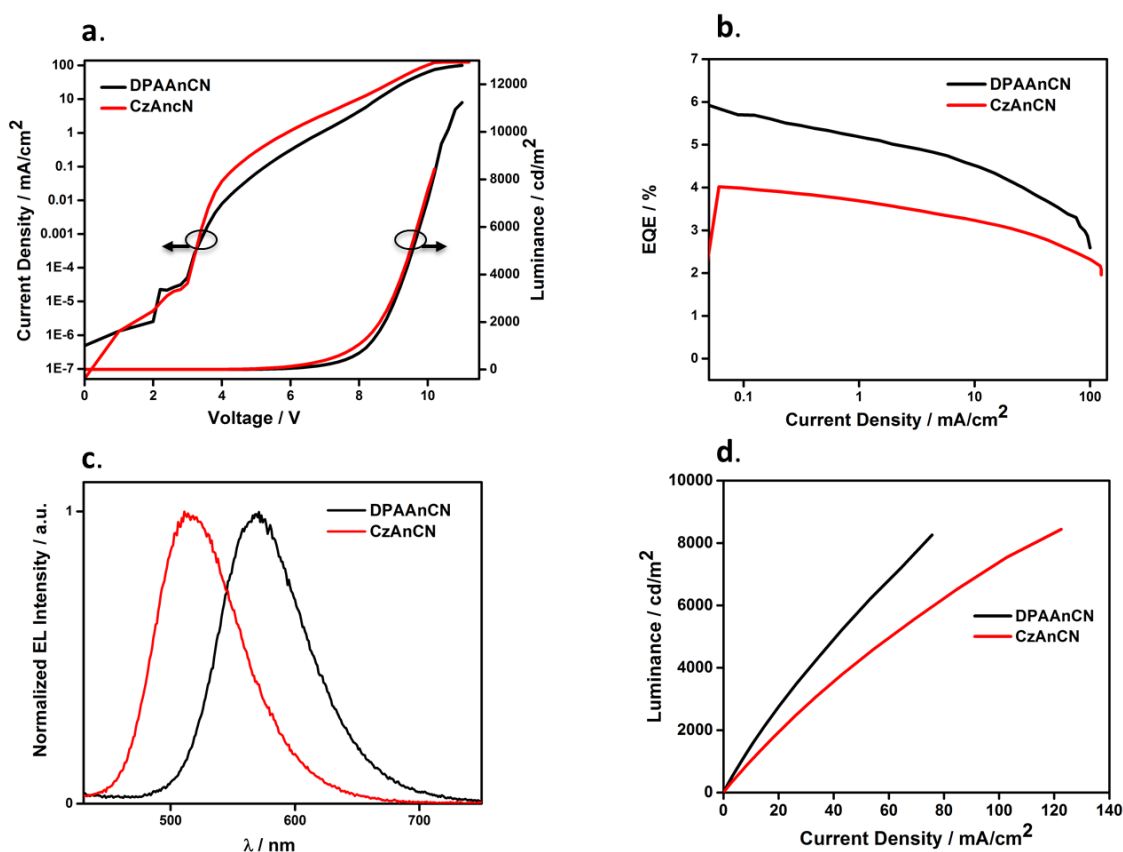 a.
Current Density / mA/cm2
100
10
1
0.1
0.01
0.001
1E-4
1E-5
1E-6
1E-7
DPAAnCN
CzAncN
12000
10000
8000
6000
4000
2000
0
Luminance / cd/m2
0 2 4 6 8 10
Voltage / V
b.
EQE / %
7
6
5
4
3
2
1
0
DPAAnCN
CzAnCN
0.1 1 10 100
Current Density / mA/cm2
c.
Normalized EL Intensity / a.u.
1
0
DPAAnCN
CzAnCN
500 600 700
λ / nm
d.
Luminance / cd/m2
10000
8000
6000
4000
2000
0
DPAAnCN
CzAnCN
0 20 40 60 80 100 120 140
Current Density / mA/cm2